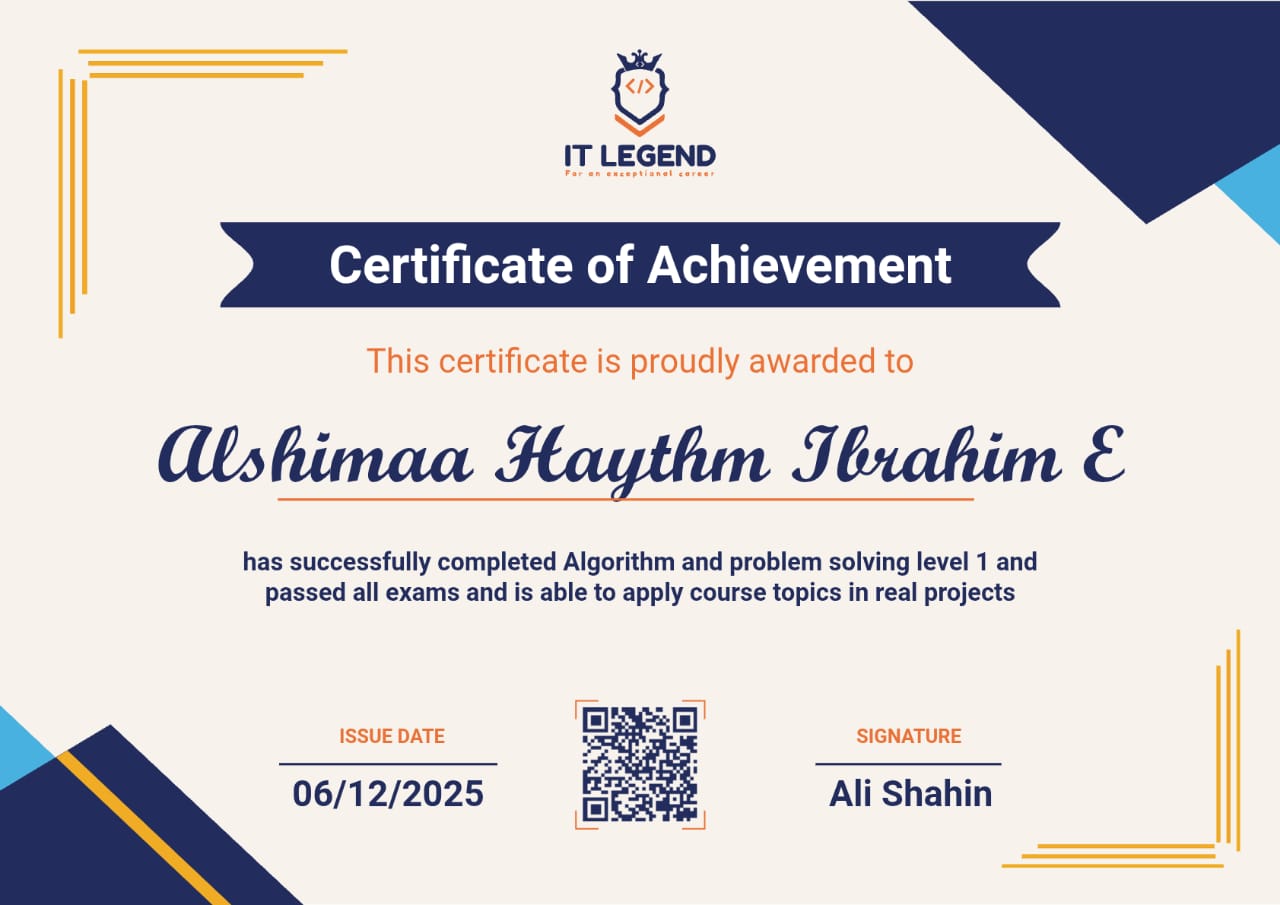 </>
IT LEGEND
For an exceptional career
Certificate of Achievement
This certificate is proudly awarded to
Alshimaa Haythm Ibrahim E
has successfully completed Algorithm and problem solving level 1 and
passed all exams and is able to apply course topics in real projects
ISSUE DATE
06/12/2025
SIGNATURE
Ali Shahin